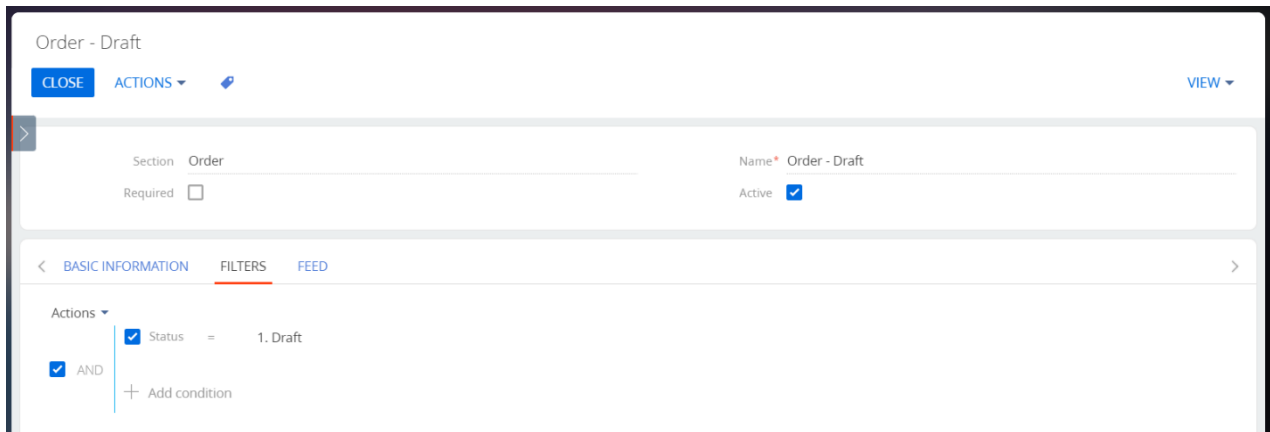 Order - Draft
CLOSE ACTIONS VIEW
Section Order Name* Order - Draft
Required Active
BASIC INFORMATION FILTERS FEED
Actions
Status = 1. Draft
AND
Add condition